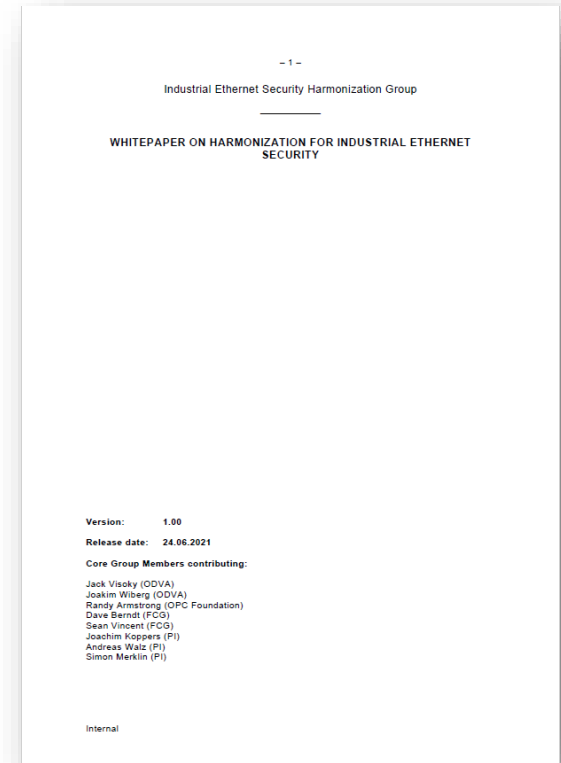 – 1 –
Industrial Ethernet Security Harmonization Group
WHITEPAPER ON HARMONIZATION FOR INDUSTRIAL ETHERNET
SECURITY
Version: 1.00
Release date: 24.06.2021
Core Group Members contributing:
Jack Visoky (ODVA)
Joakim Wiberg (ODVA)
Randy Armstrong (OPC Foundation)
Dave Berndt (FCG)
Sean Vincent (FCG)
Joachim Koppers (PI)
Andreas Walz (PI)
Simon Merklin (PI)
Internal